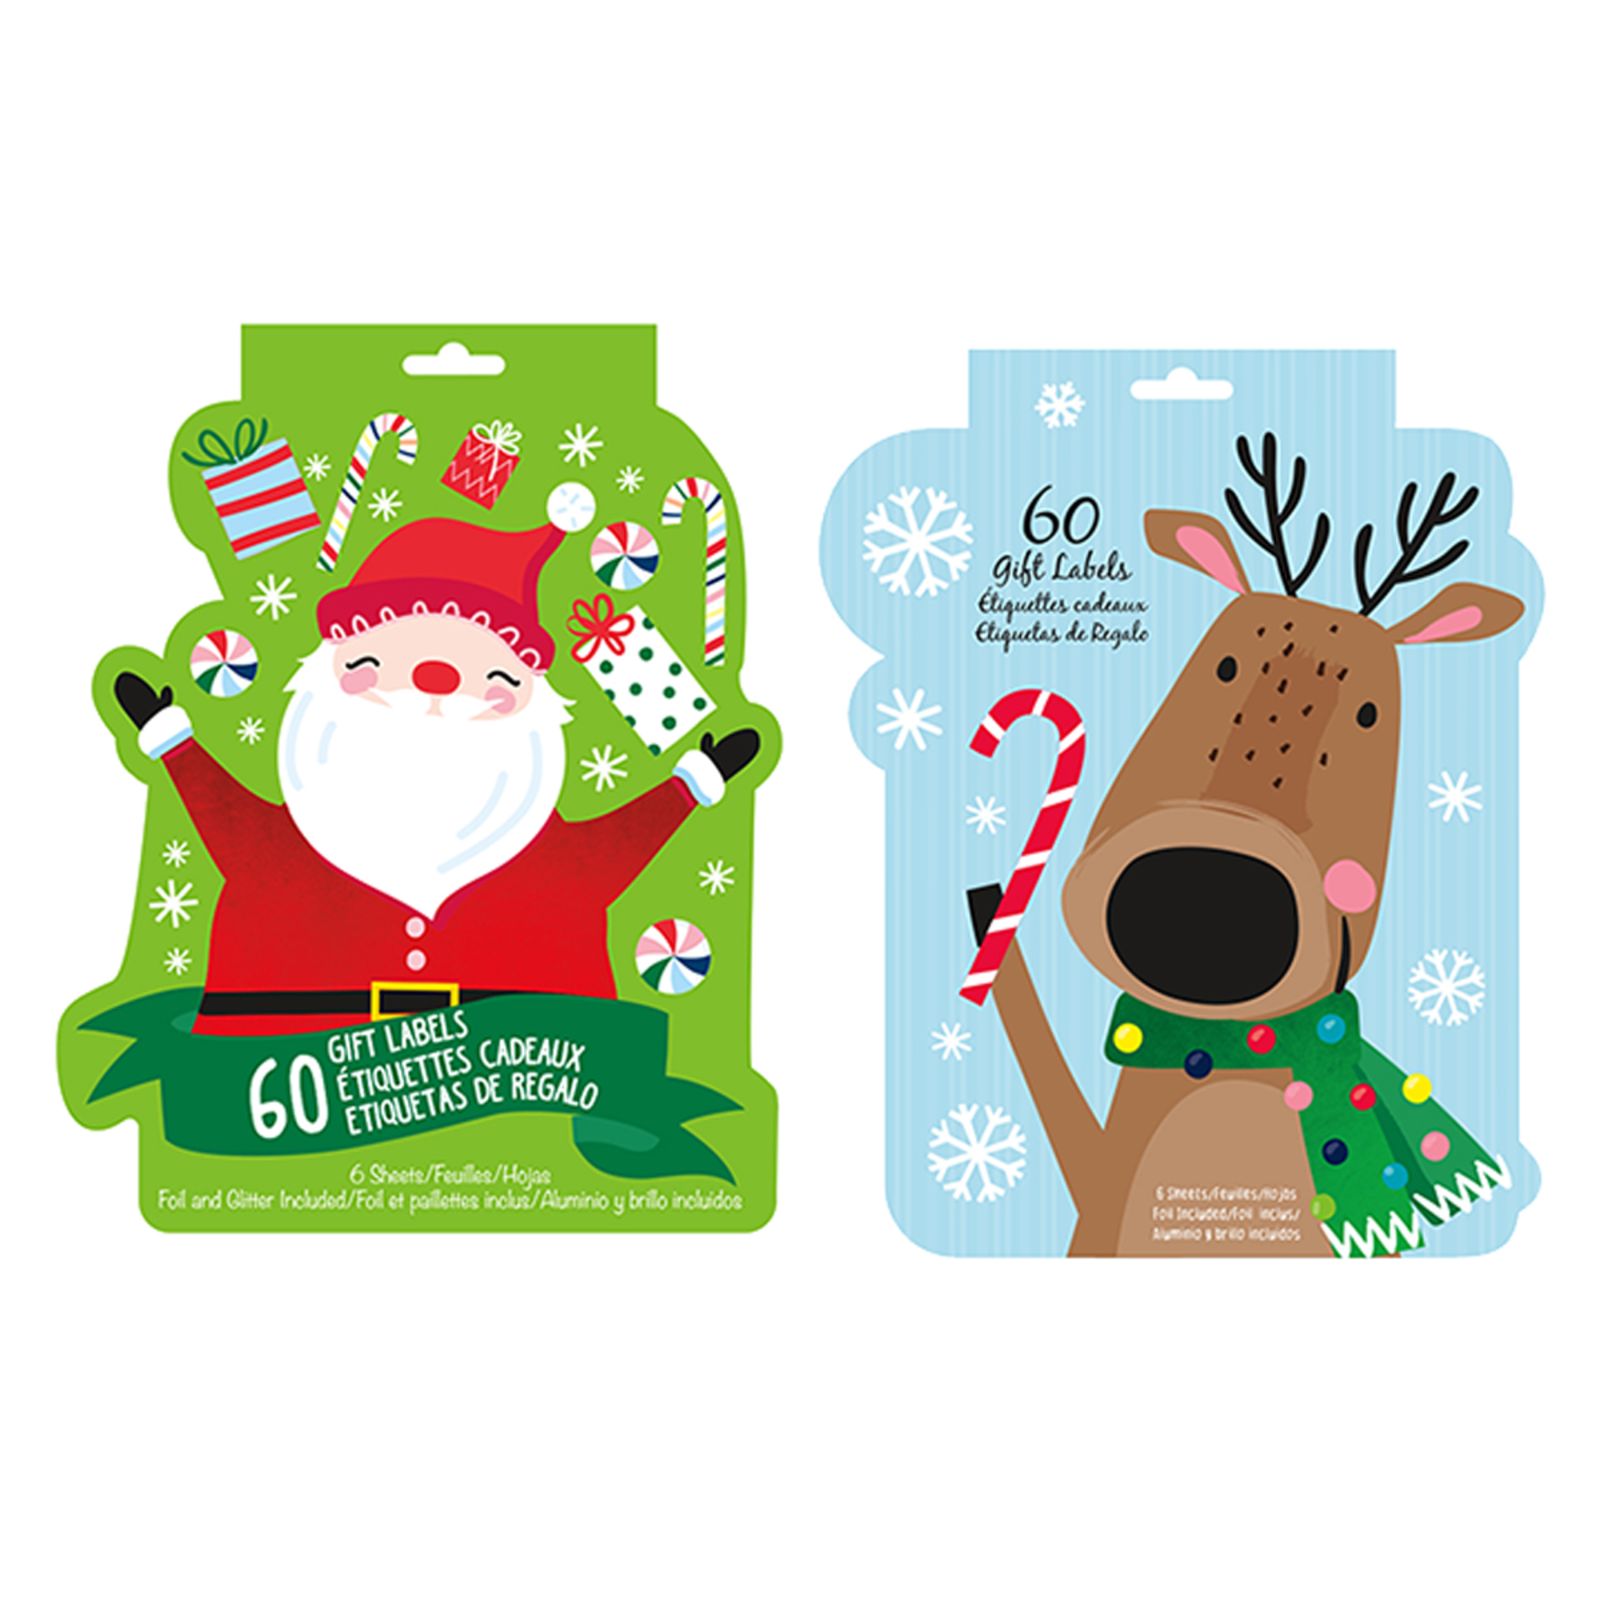 60
GIFT LABELS
ÉTIQUETTES CADEAUX
ETIQUETAS DE REGALO
6 Sheets/Feuilles/Hojas
Foil and Glitter Included/Foil et paillettes inclus/Aluminio y brillo incluidos
60
Gift Labels
Étiquettes cadeaux
Etiquetas de Regalo
6 Sheets/Feuilles/Hojas
Foil Included/Foil inclus/
Aluminio y brillo incluidos